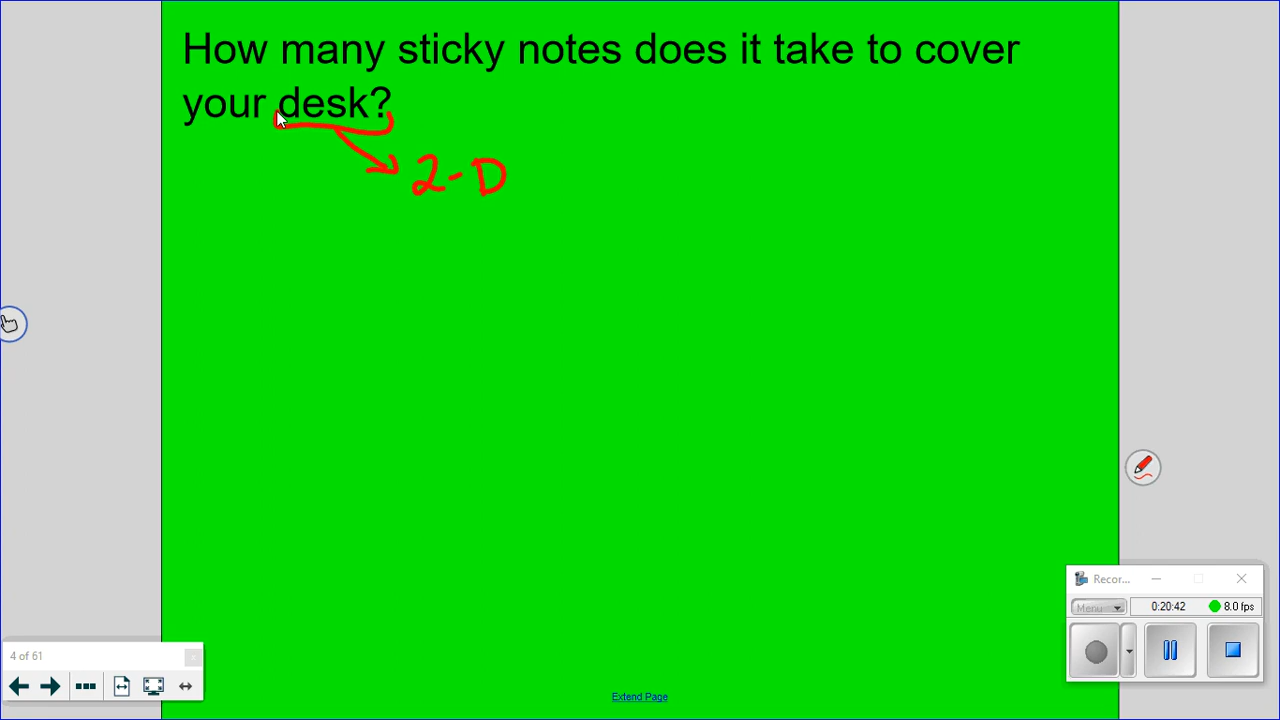 How many sticky notes does it take to cover
your desk?
2-D
Recor...
Menu
0:20:42
8.0 fps
4 of 61
Extend Page